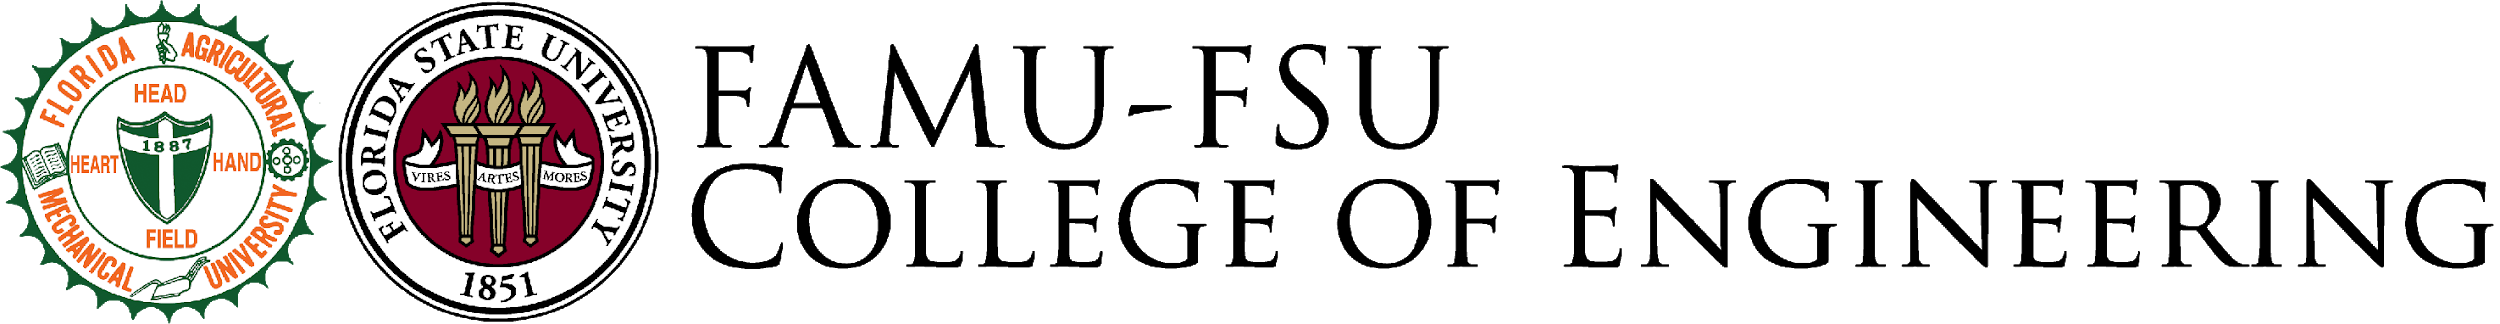 FLORIDA AGRICULTURAL
MECHANICAL UNIVERSITY
HEAD
1887
HEART HAND
FIELD
FLORIDA STATE UNIVERSITY
VIRES ARTES MORES
1851
FAMU-FSU
COLLEGE OF ENGINEERING